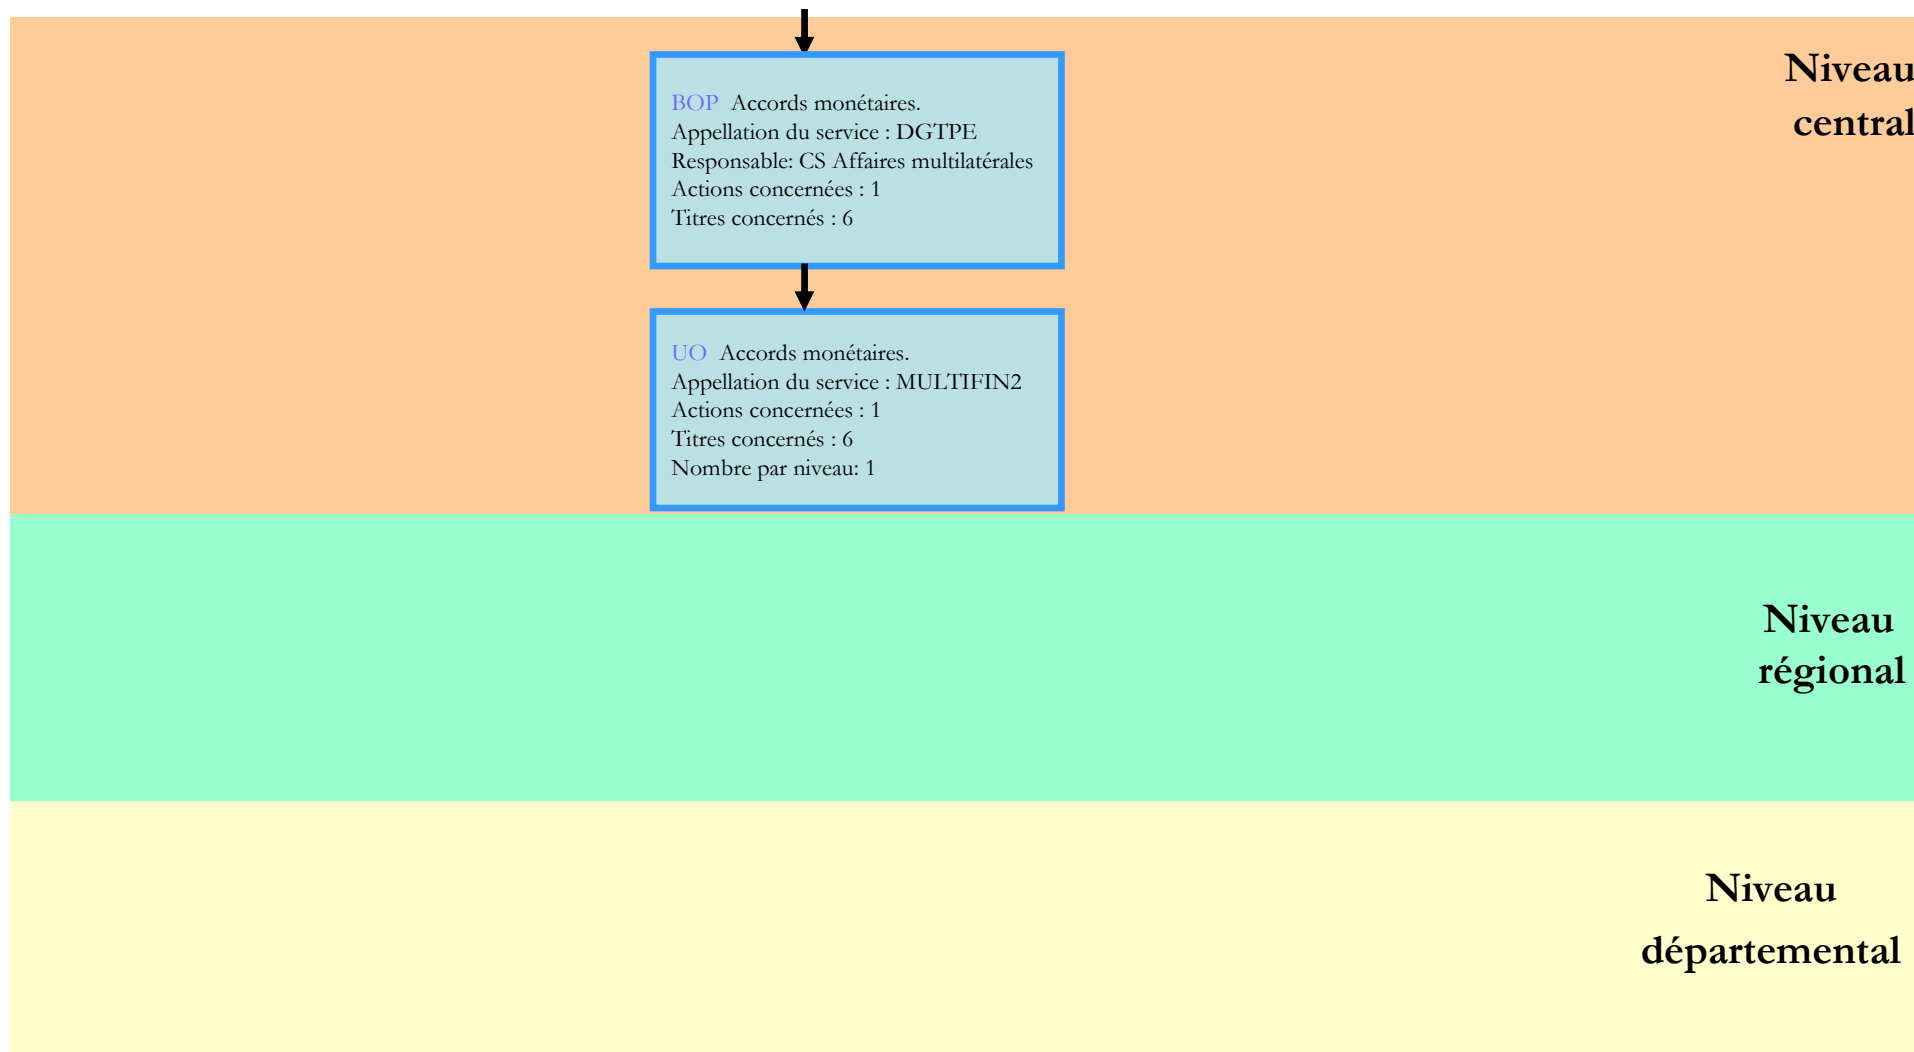 BOP Accords monétaires.
Appellation du service : DGTPE
Responsable: CS Affaires multilatérales
Actions concernées : 1
Titres concernés : 6
Niveau
central
UO Accords monétaires.
Appellation du service : MULTIFIN2
Actions concernées : 1
Titres concernés : 6
Nombre par niveau: 1
Niveau
régional
Niveau
départemental